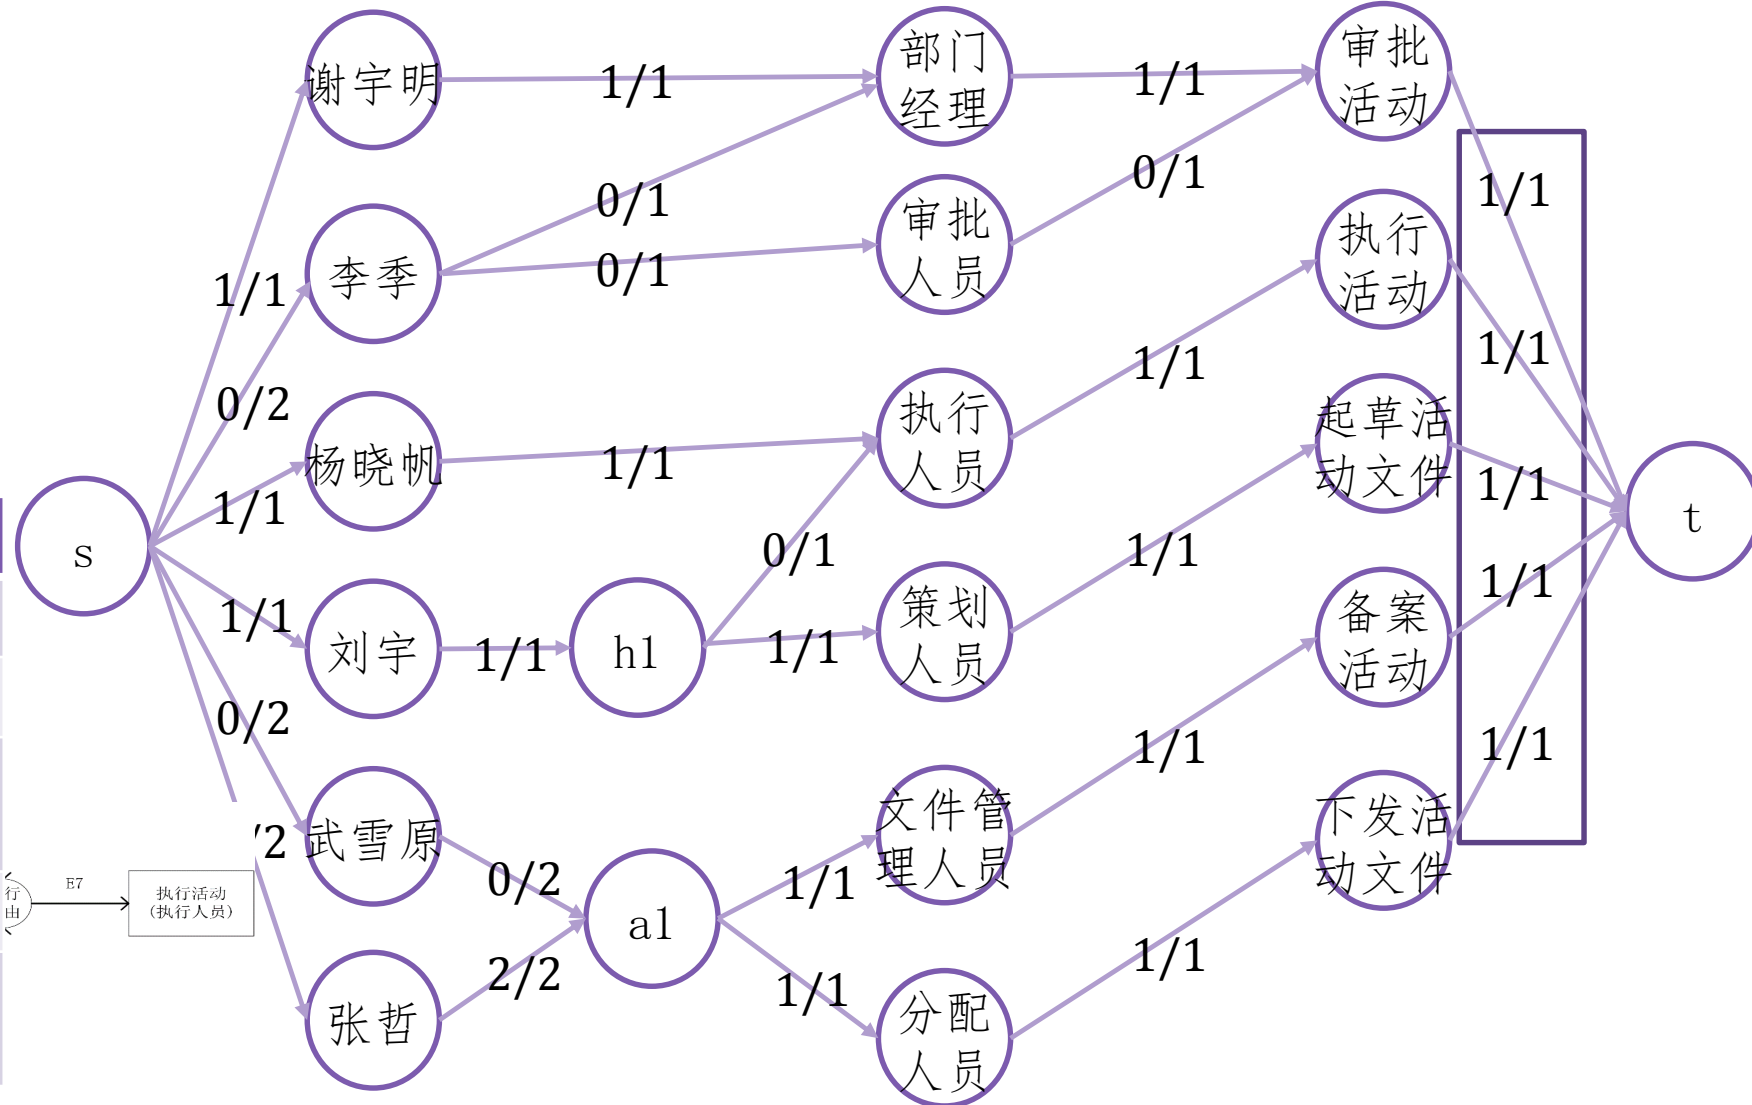 谢宇明
1/1
部门
经理
1/1
审批
活动
李季
0/1
0/1
审批
人员
0/1
执行
活动
1/1
1/1
0/2
1/1
杨晓帆
1/1
执行
人员
1/1
起草活
动文件
1/1
1/1
s
t
1/1
刘宇
1/1
h1
0/1
1/1
策划
人员
1/1
备案
活动
1/1
0/2
/2
武雪原
0/2
a1
1/1
文件管
理人员
1/1
下发活
动文件
1/1
张哲
2/2
1/1
分配
人员
1/1
行
由
E7
执行活动
(执行人员)